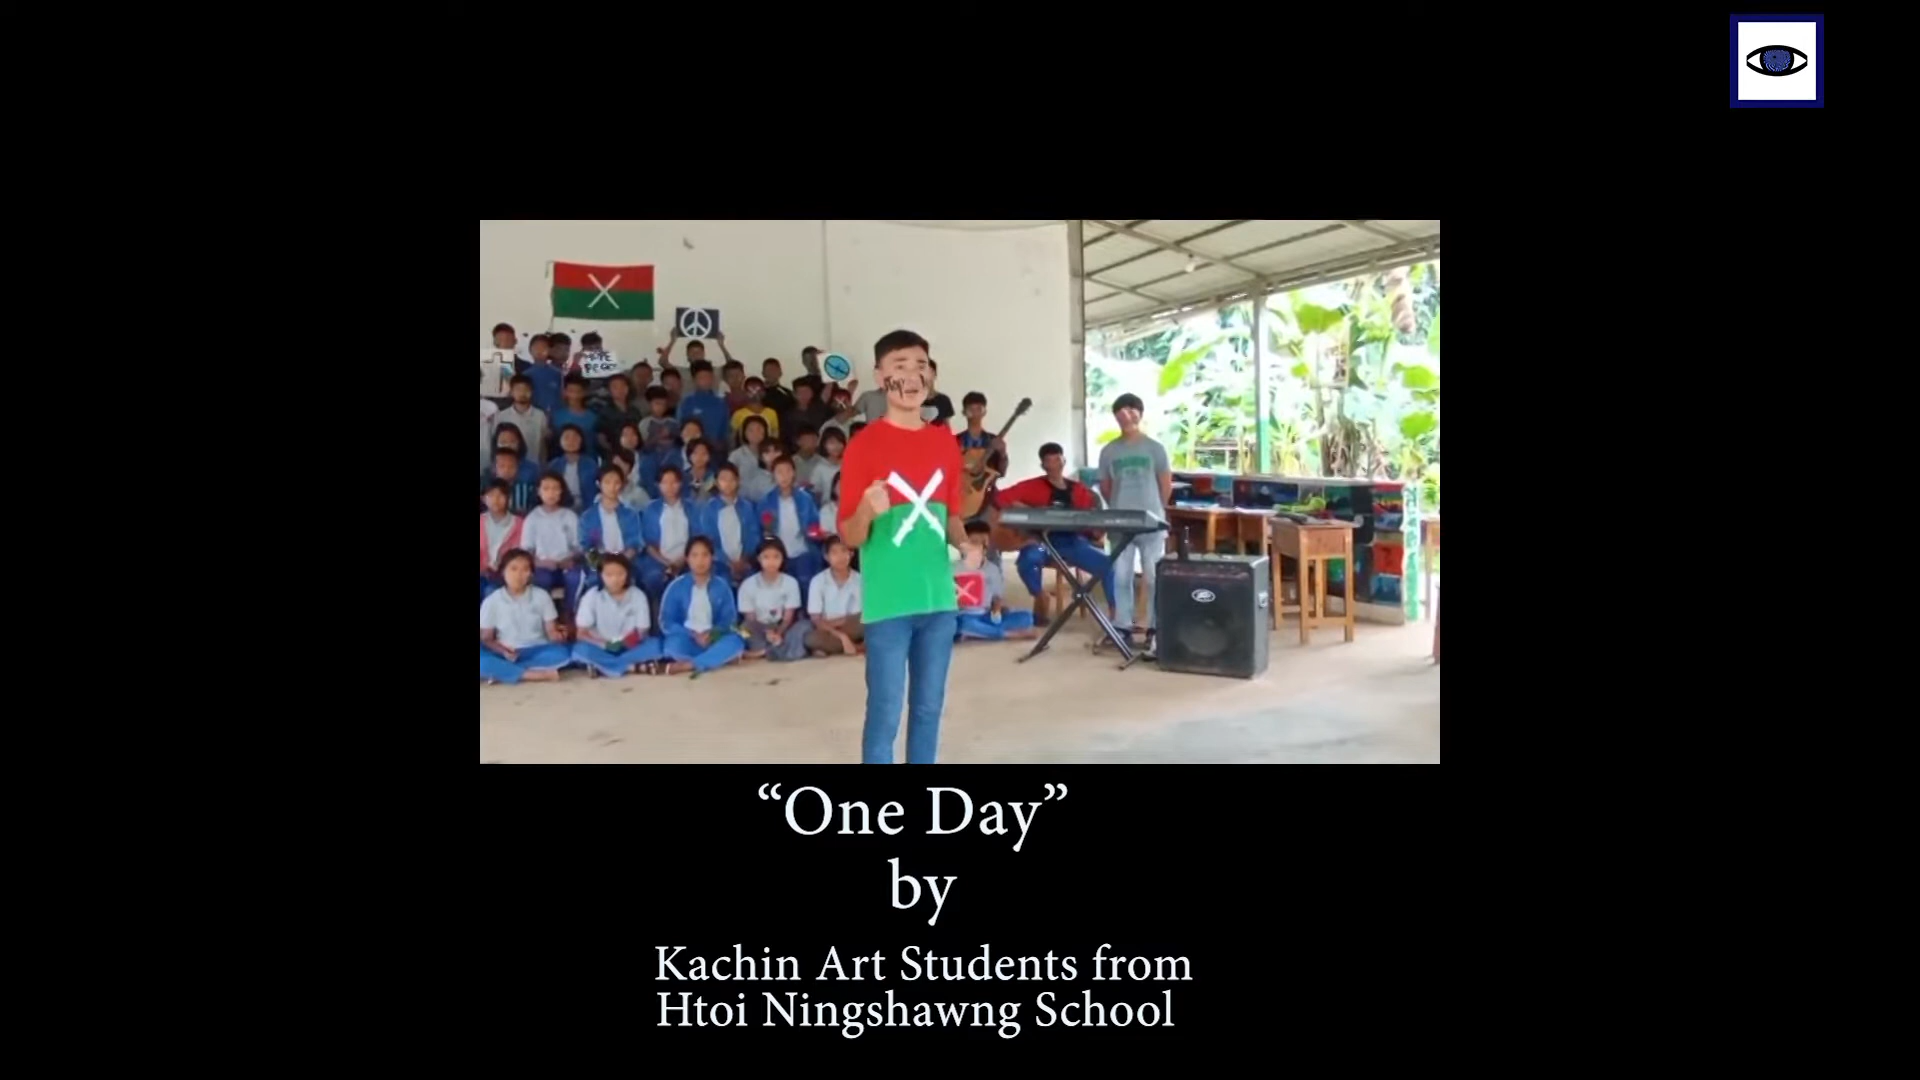 “One Day”
by
Kachin Art Students from
Htoi Ningshawng School